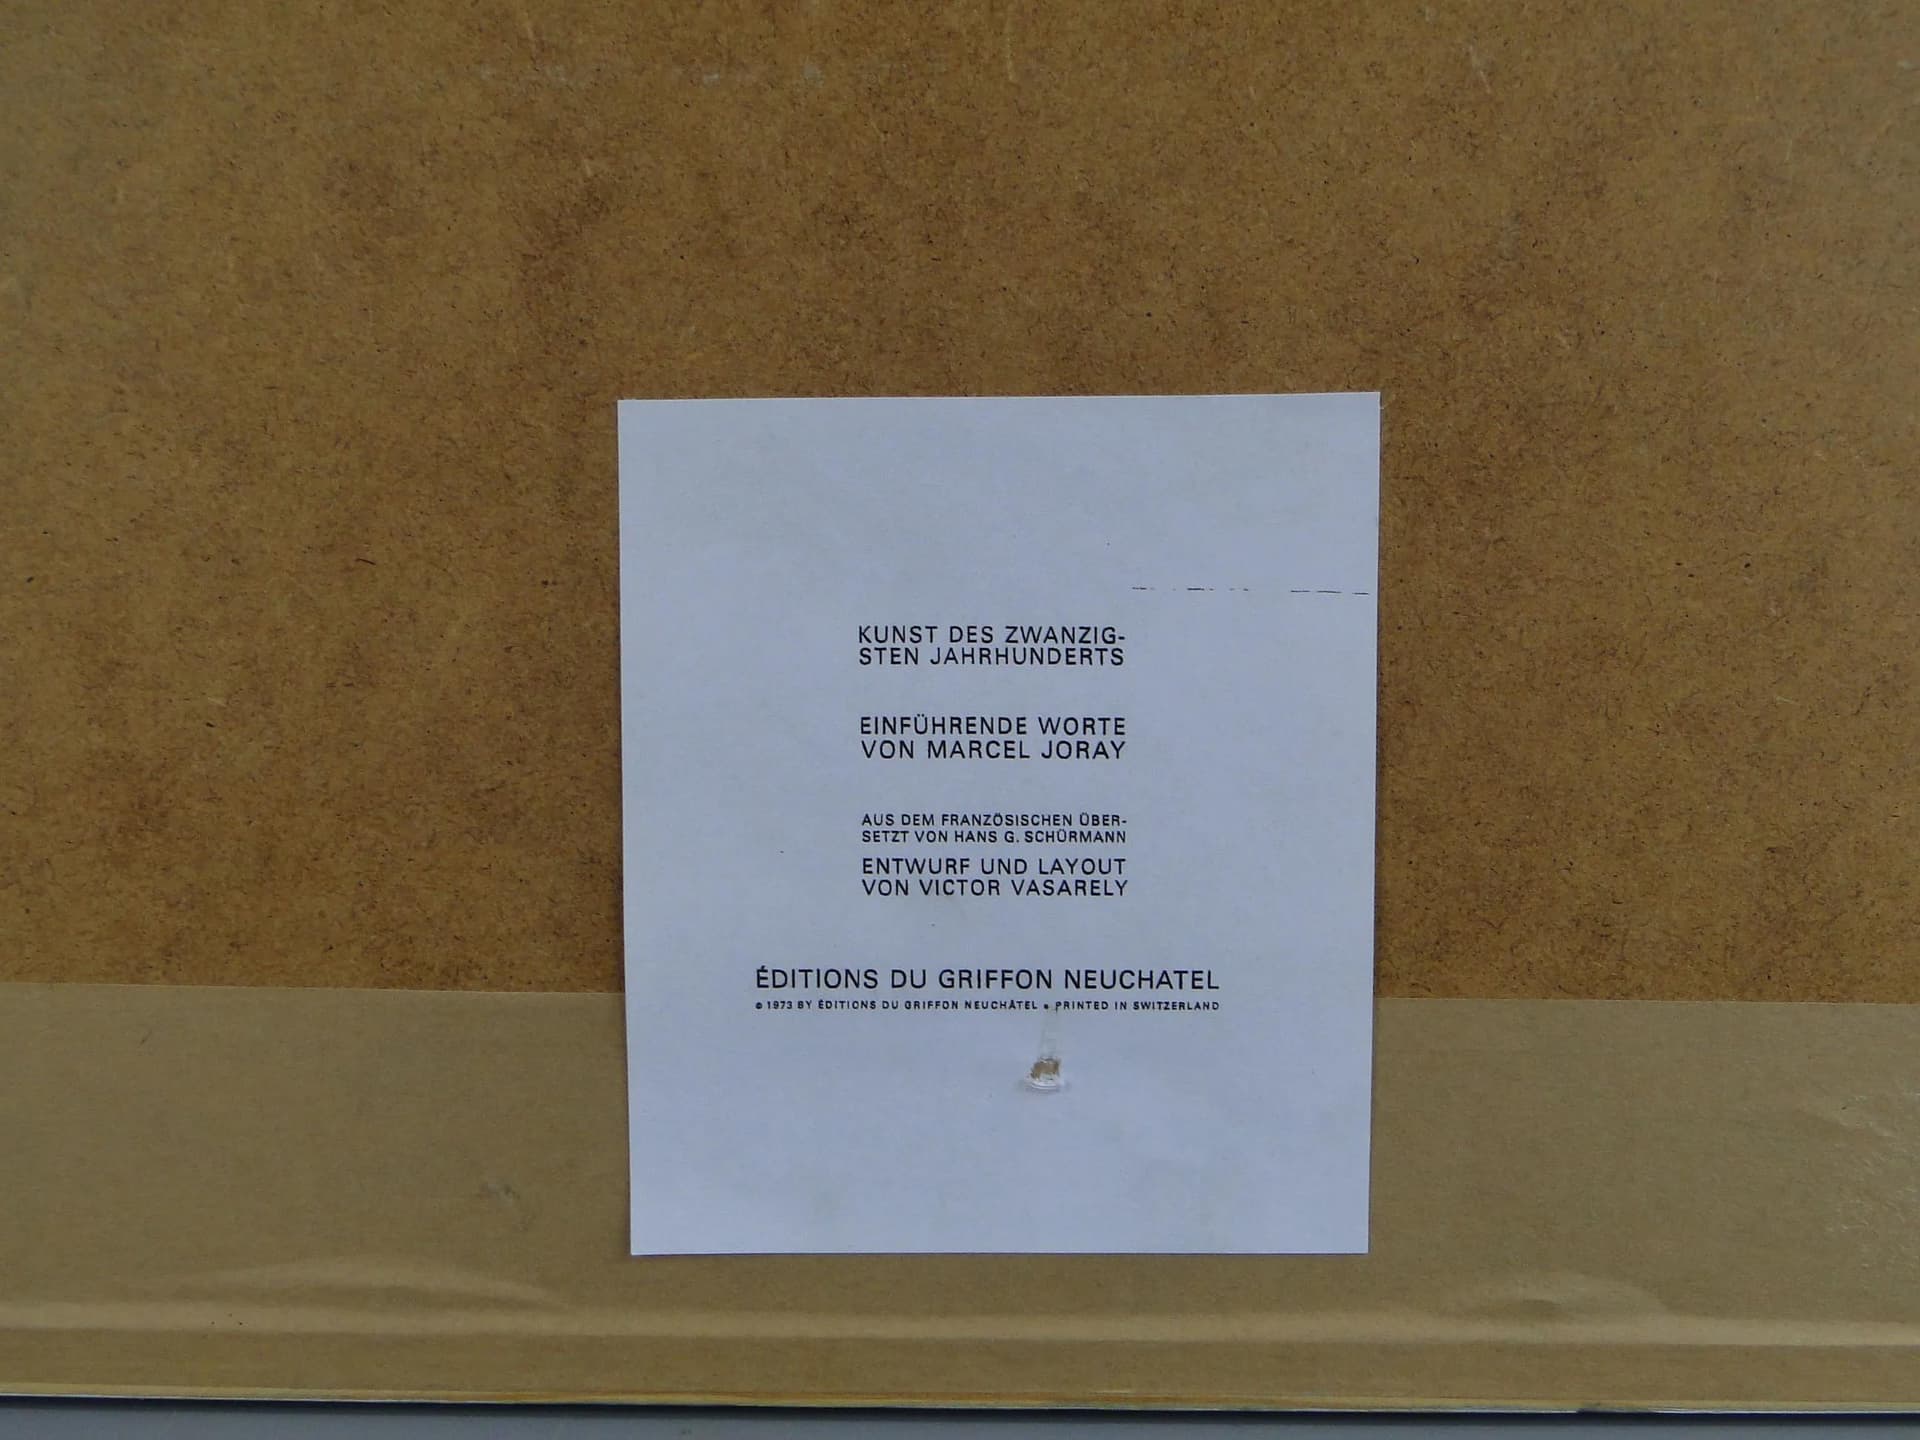 KUNST DES ZWANZIG-
STEN JAHRHUNDERTS
EINFÜHRENDE WORTE
VON MARCEL JORAY
AUS DEM FRANZÖSISCHEN ÜBER-
SETZT VON HANS G. SCHÜRMANN
ENTWURF UND LAYOUT
VON VICTOR VASARELY
ÉDITIONS DU GRIFFON NEUCHATEL
© 1973 BY ÉDITIONS DU GRIFFON NEUCHÂTEL • PRINTED IN SWITZERLAND